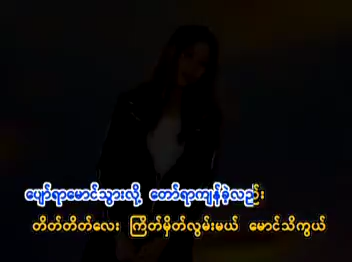 ပျော်ရာမောင်သွားလို့ တော်ရာကျန်ခဲ့လည်း
တိတ်တိတ်လေး ကြိတ်မှိတ်လွမ်းမယ် မောင်သိကွယ်